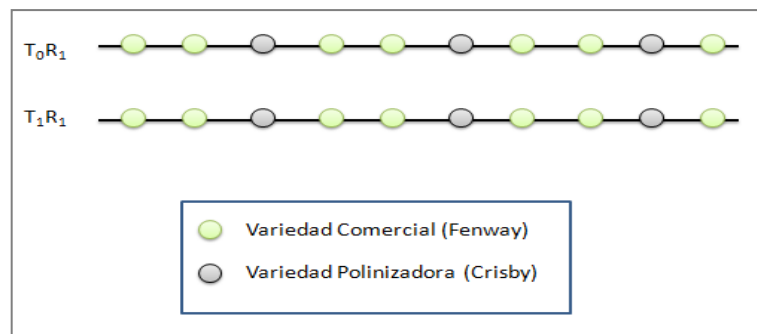 T₀R₁
T₁R₁
Variedad Comercial (Fenway)
Variedad Polinizadora (Crisby)